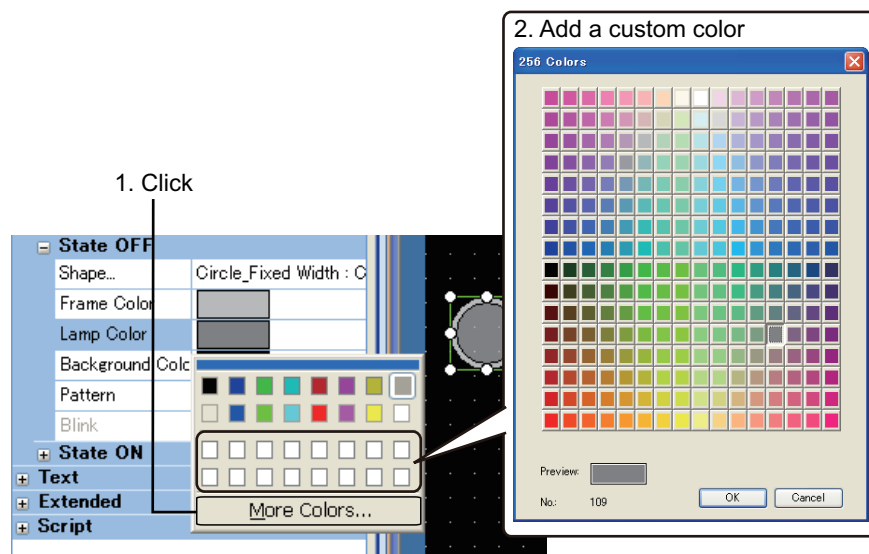 2. Add a custom color
256 Colors
1. Click
State OFF
Shape... Circle_Fixed Width : C
Frame Color
Lamp Color
Background Colo
Pattern
Blink
State ON
Text
Extended
Script
More Colors...
Preview:
No.: 109
OK Cancel